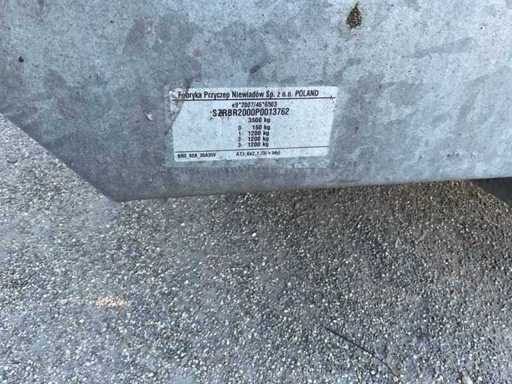 Fabryka Przyczep Niewiadów Sp. z o.o. POLAND
e9*2007/46*6503
SZRBR2000P0013762
3500 kg
0- 150 kg
1- 1200 kg
2- 1200 kg
3- 1200 kg